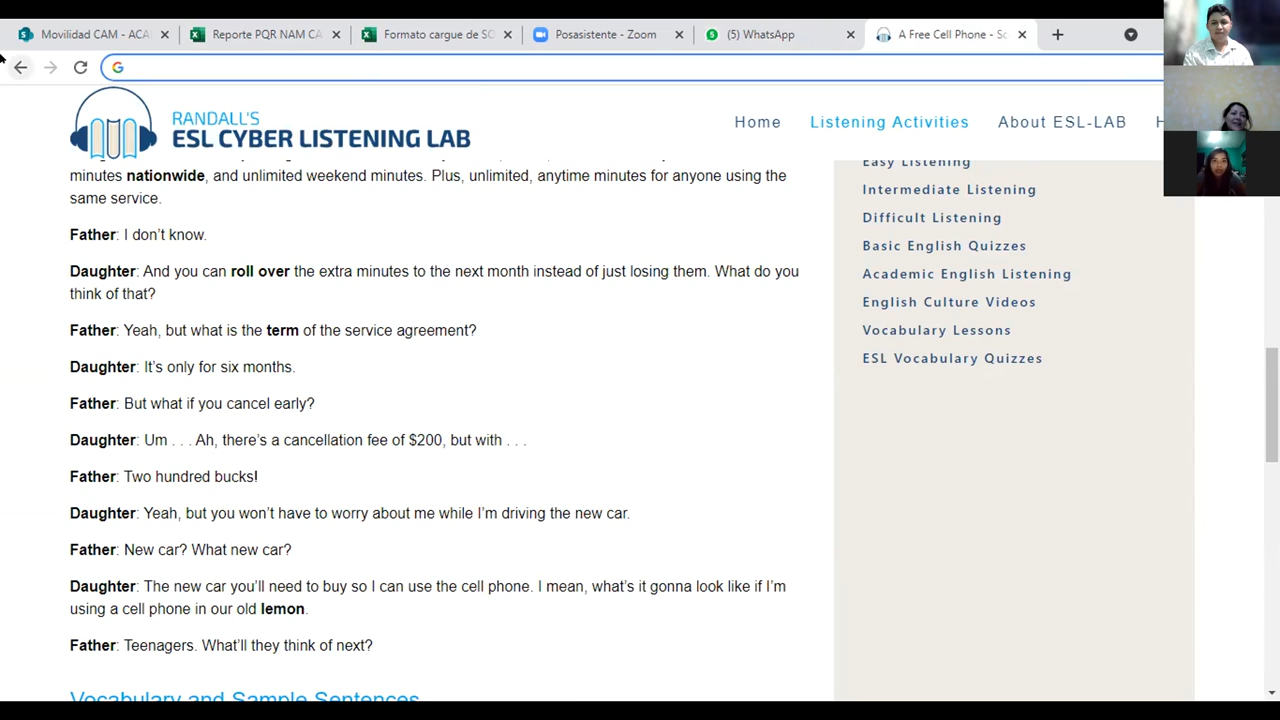 Movilidad CAM - ACA
Reporte PQR NAM CA
Formato cargue de SO
Posasistente - Zoom
(5) WhatsApp
A Free Cell Phone - Sc
RANDALL'S
ESL CYBER LISTENING LAB
Home
Listening Activities
About ESL-LAB
minutes nationwide, and unlimited weekend minutes. Plus, unlimited, anytime minutes for anyone using the
same service.
Father: I don't know.
Daughter: And you can roll over the extra minutes to the next month instead of just losing them. What do you
think of that?
Father: Yeah, but what is the term of the service agreement?
Daughter: It's only for six months.
Father: But what if you cancel early?
Daughter: Um . . . Ah, there's a cancellation fee of $200, but with . . .
Father: Two hundred bucks!
Daughter: Yeah, but you won't have to worry about me while I'm driving the new car.
Father: New car? What new car?
Daughter: The new car you'll need to buy so I can use the cell phone. I mean, what's it gonna look like if I'm
using a cell phone in our old lemon.
Father: Teenagers. What'll they think of next?
Vocabulary and Sample Sentences
Easy Listening
Intermediate Listening
Difficult Listening
Basic English Quizzes
Academic English Listening
English Culture Videos
Vocabulary Lessons
ESL Vocabulary Quizzes